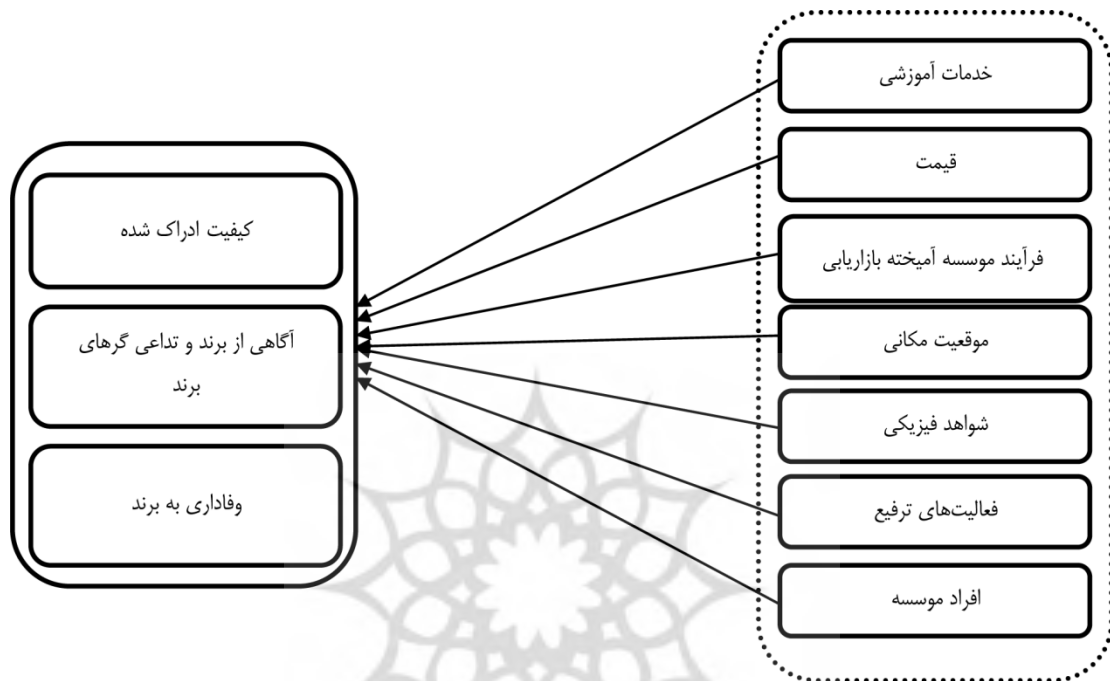 خدمات آموزشی
قیمت
فرآیند موسسه آمیخته بازاریابی
موقعیت مکانی
شواهد فیزیکی
فعالیت‌های ترفیع
افراد موسسه
کیفیت ادراک شده
آگاهی از برند و تداعی گرهای
برند
وفاداری به برند